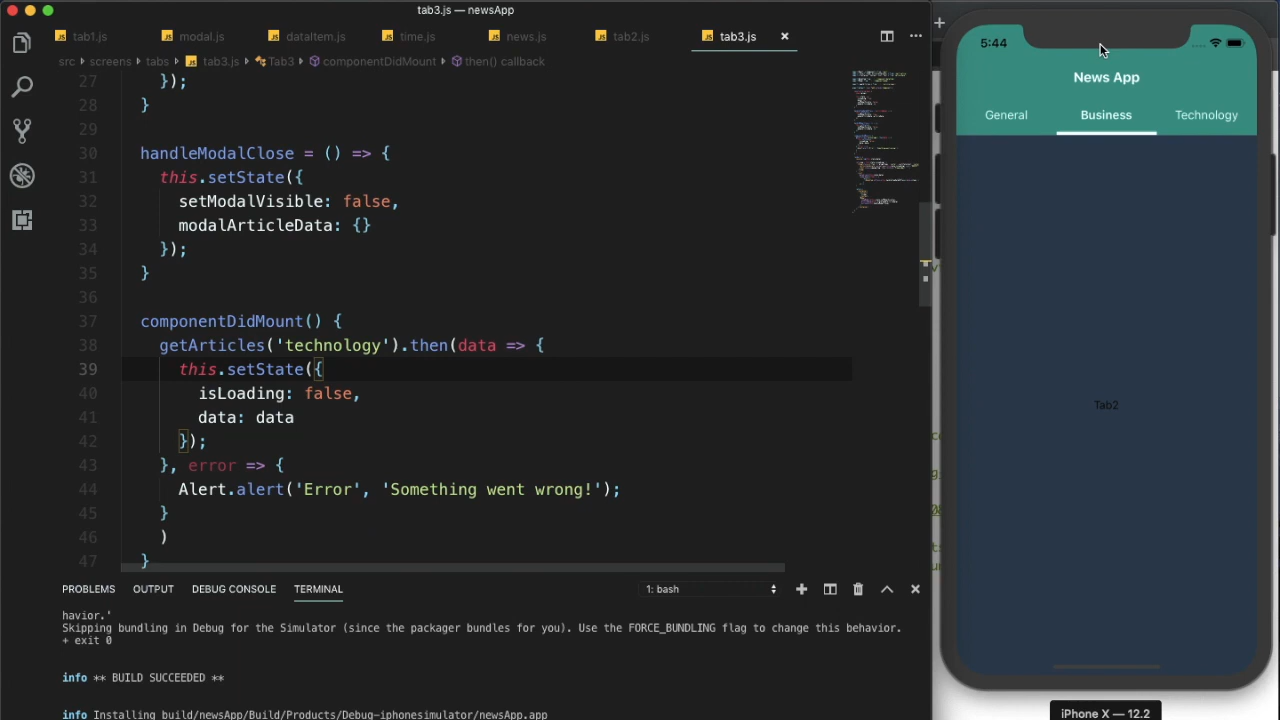 tab3.js — newsApp
tab1.js
modal.js
dataItem.js
time.js
news.js
tab2.js
tab3.js
src > screens > tabs > tab3.js > Tab3 > componentDidMount > then() callback
27 });
28 }
29
30 handleModalClose = () => {
31 this.setState({
32 setModalVisible: false,
33 modalArticleData: {}
34 });
35 }
36
37 componentDidMount() {
38 getArticles('technology').then(data => {
39 this.setState({
40 isLoading: false,
41 data: data
42 });
43 }, error => {
44 Alert.alert('Error', 'Something went wrong!');
45 }
46 )
47 }
PROBLEMS OUTPUT DEBUG CONSOLE TERMINAL
1: bash
havior.'
Skipping bundling in Debug for the Simulator (since the packager bundles for you). Use the FORCE_BUNDLING flag to change this behavior.
+ exit 0
info ** BUILD SUCCEEDED **
info Installing build/newsApp/Build/Products/Debug-iphonesimulator/newsApp.app
5:44
News App
General Business Technology
Tab2
iPhone X — 12.2